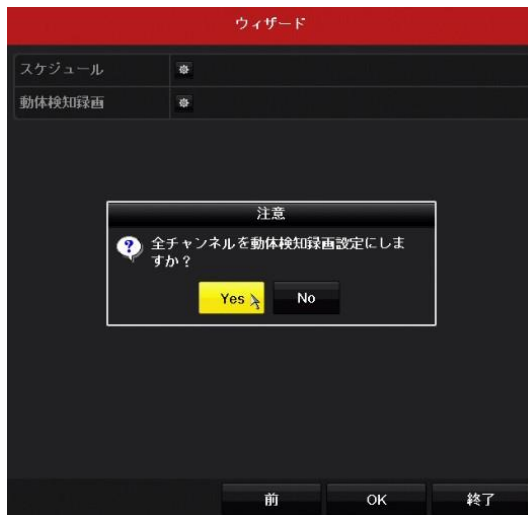 ウィザード
スケジュール
動体検知録画
注意
全チャンネルを動体検知録画設定にしま
すか？
Yes No
前 OK 終了